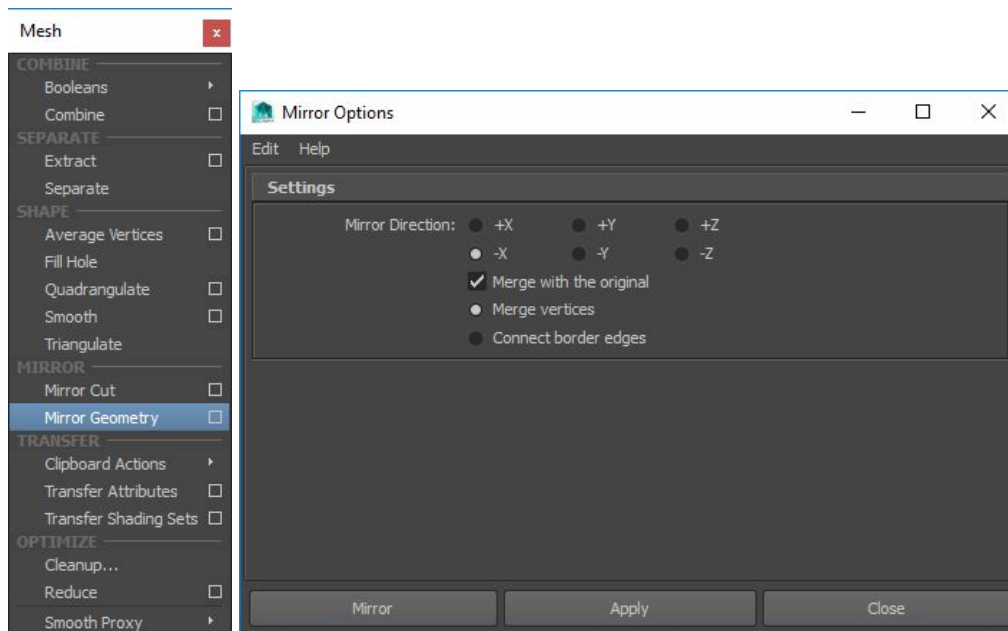 Mesh
x
COMBINE
Booleans
Combine
SEPARATE
Extract
Separate
SHAPE
Average Vertices
Fill Hole
Quadrangulate
Smooth
Triangulate
MIRROR
Mirror Cut
Mirror Geometry
TRANSFER
Clipboard Actions
Transfer Attributes
Transfer Shading Sets
OPTIMIZE
Cleanup...
Reduce
Smooth Proxy
Mirror Options
Edit Help
Settings
Mirror Direction: +X +Y +Z
-X -Y -Z
Merge with the original
Merge vertices
Connect border edges
Mirror Apply Close